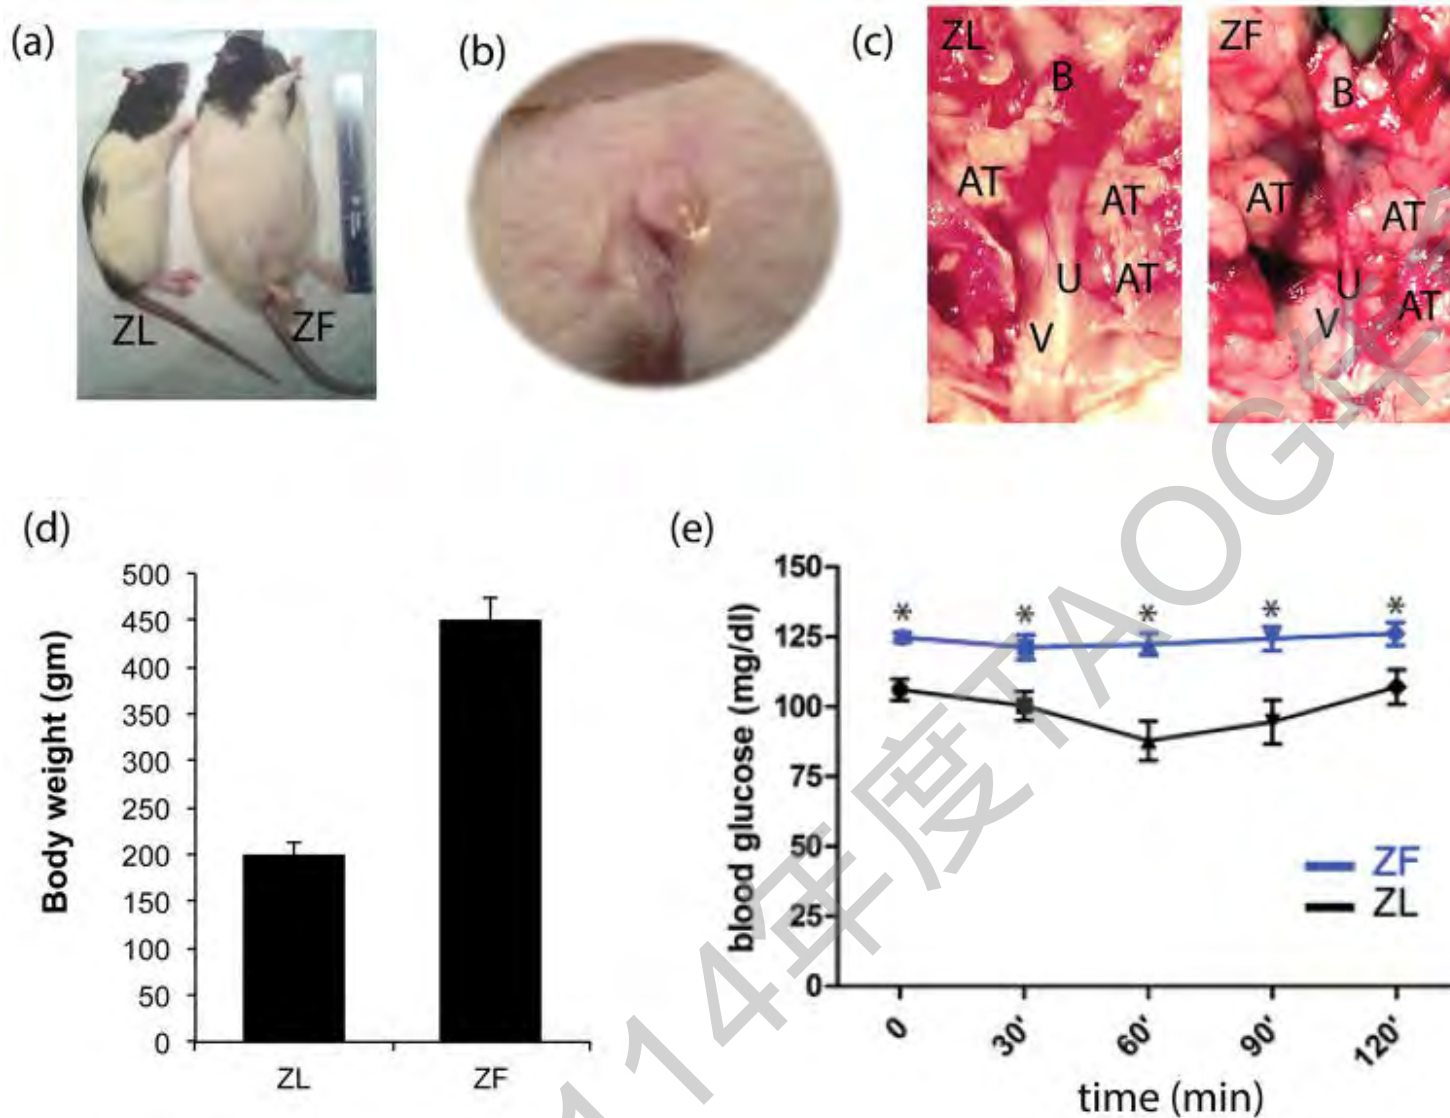 (a)
ZL
ZF
(b)
(c)
ZL
B
AT
AT
U
AT
V
ZF
B
AT
AT
U
V
AT
(d)
Body weight (gm)
500
450
400
350
300
250
200
150
100
50
0
ZL
ZF
(e)
blood glucose (mg/dl)
150
125
100
75
50
25
0
*
*
*
*
*
ZF
ZL
0
30'
60'
90'
120'
time (min)
114年度TAOG年